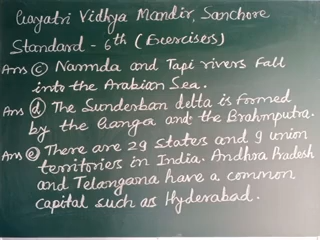 Gayatri Vidhya Mandir, Sanchore
Standard - 6th (Exercises)
Ans (c) Narmda and Tapi rivers fall
into the Arabian Sea.
Ans (d) The Sunderban delta is formed
by the Ganga and the Brahmputra.
Ans (e) There are 29 states and 9 union
territories in India. Andhra Pradesh
and Telangana have a common
capital such as Hyderabad.